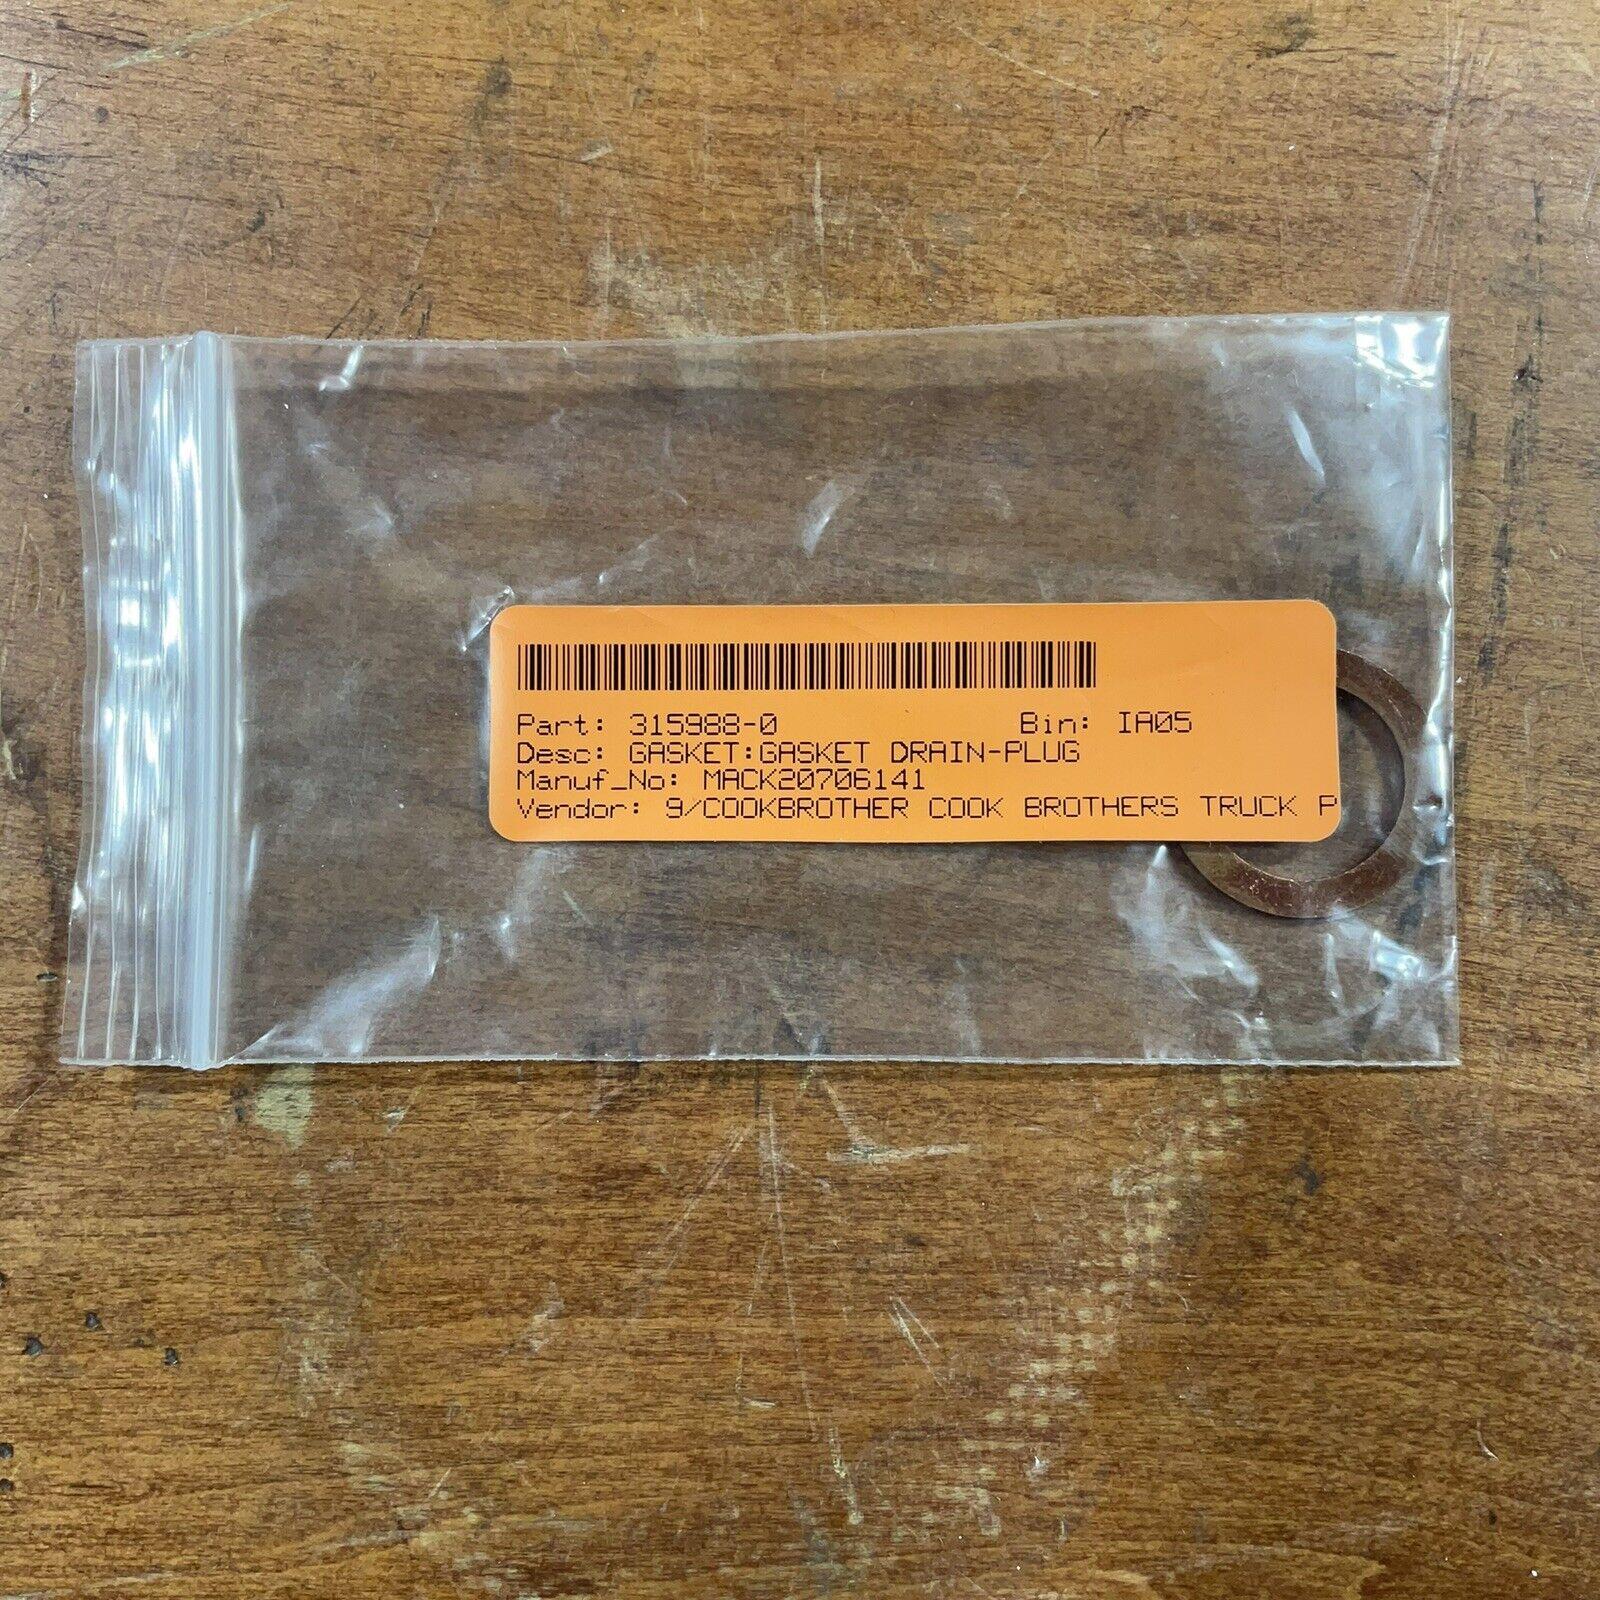 Part: 315988-0 Bin: IA05
Desc: GASKET:GASKET DRAIN-PLUG
Manuf_No: MACK20706141
Vendor: 9/COOKBROTHER COOK BROTHERS TRUCK P